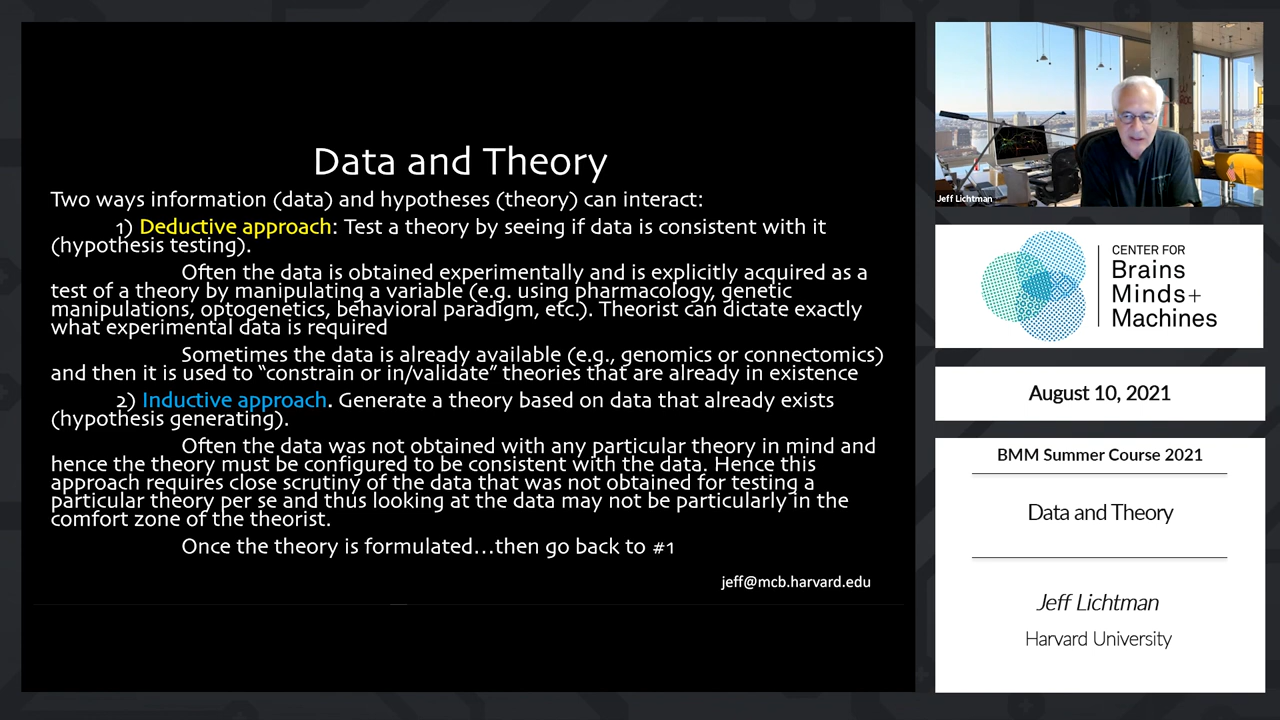 Data and Theory
Two ways information (data) and hypotheses (theory) can interact:
1) Deductive approach: Test a theory by seeing if data is consistent with it
(hypothesis testing).
Often the data is obtained experimentally and is explicitly acquired as a
test of a theory by manipulating a variable (e.g. using pharmacology, genetic
manipulations, optogenetics, behavioral paradigm, etc.). Theorist can dictate exactly
what experimental data is required
Sometimes the data is already available (e.g., genomics or connectomics)
and then it is used to “constrain or in/validate” theories that are already in existence
2) Inductive approach. Generate a theory based on data that already exists
(hypothesis generating).
Often the data was not obtained with any particular theory in mind and
hence the theory must be configured to be consistent with the data. Hence this
approach requires close scrutiny of the data that was not obtained for testing a
particular theory per se and thus looking at the data may not be particularly in the
comfort zone of the theorist.
Once the theory is formulated…then go back to #1
jeff@mcb.harvard.edu
Jeff Lichtman
CENTER FOR
Brains
Minds+
Machines
August 10, 2021
BMM Summer Course 2021
Data and Theory
Jeff Lichtman
Harvard University